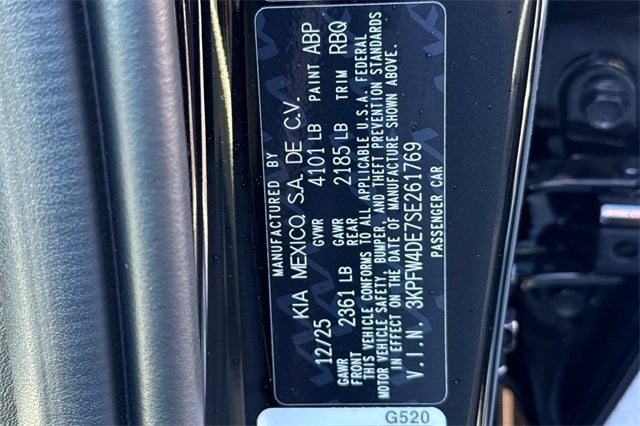 MANUFACTURED BY
KIA MEXICO, S.A. DE C.V.
12/25 GVWR 4101 LB PAINT ABP
GAWR FRONT 2361 LB GAWR REAR 2185 LB TRIM RBQ
THIS VEHICLE CONFORMS TO ALL APPLICABLE U.S.A. FEDERAL
MOTOR VEHICLE SAFETY, BUMPER, AND THEFT PREVENTION STANDARDS
IN EFFECT ON THE DATE OF MANUFACTURE SHOWN ABOVE.
V.I.N. 3KPFW4DE7SE261769
PASSENGER CAR
G520